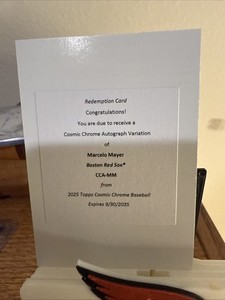 Redemption Card
Congratulations!
You are due to receive a
Cosmic Chrome Autograph Variation
of
Marcelo Mayer
Boston Red Sox®
CCA-MM
from
2025 Topps Cosmic Chrome Baseball
Expires 9/30/2035